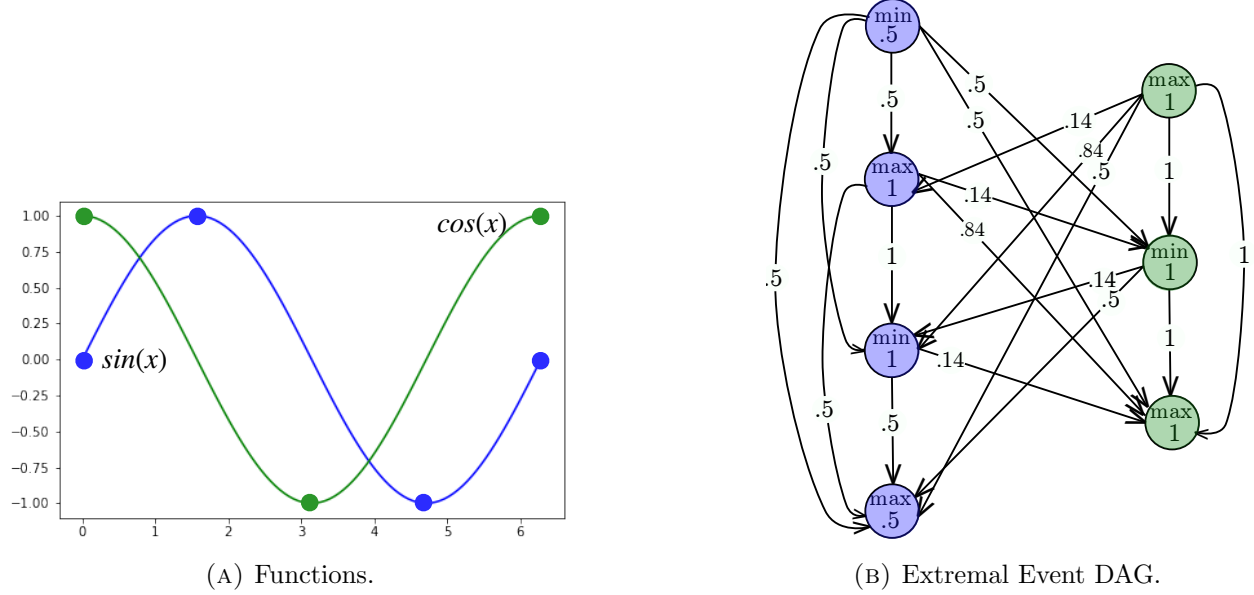 1.00
0.75
0.50
0.25
0.00
−0.25
−0.50
−0.75
−1.00
0 1 2 3 4 5 6
cos(x)
sin(x)
(A) Functions.
min
.5
max
1
.5
.5
.14
.5
.84
.5
.5
1
max
1
.14
.84
min
1
1
.5
1
.14
.5
min
1
1
.14
.5
.5
max
1
max
.5
(B) Extremal Event DAG.